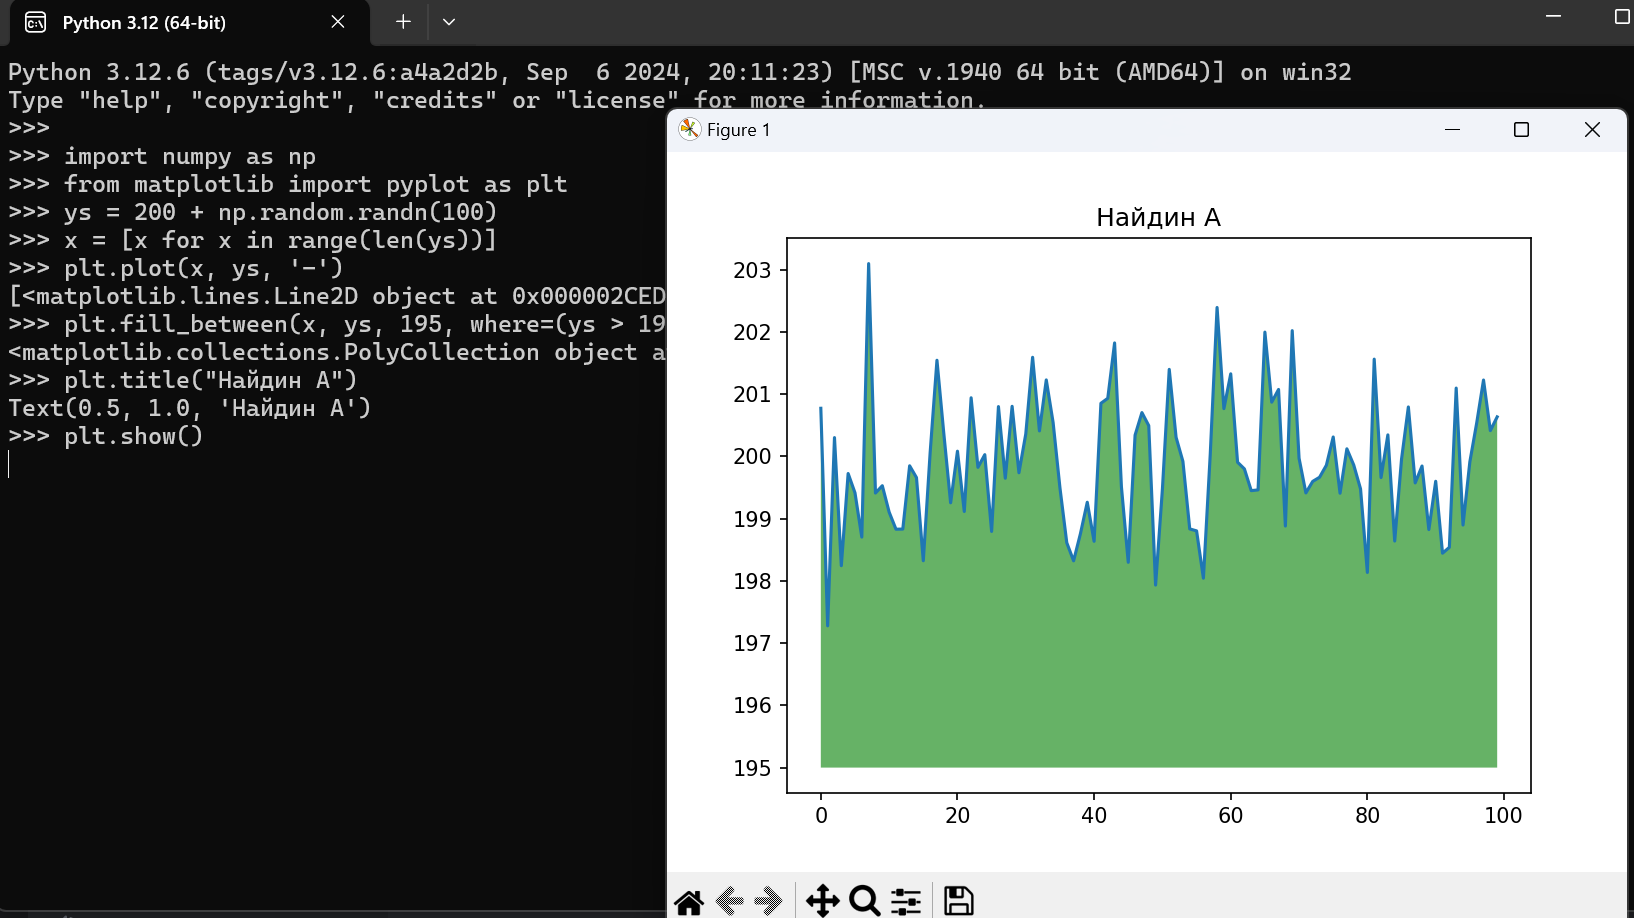 Python 3.12 (64-bit)
Python 3.12.6 (tags/v3.12.6:a4a2d2b, Sep  6 2024, 20:11:23) [MSC v.1940 64 bit (AMD64)] on win32
Type "help", "copyright", "credits" or "license" for more information.
>>>
>>> import numpy as np
>>> from matplotlib import pyplot as plt
>>> ys = 200 + np.random.randn(100)
>>> x = [x for x in range(len(ys))]
>>> plt.plot(x, ys, '-')
[<matplotlib.lines.Line2D object at 0x000002CED
>>> plt.fill_between(x, ys, 195, where=(ys > 19
<matplotlib.collections.PolyCollection object a
>>> plt.title("Найдин А")
Text(0.5, 1.0, 'Найдин А')
>>> plt.show()
Figure 1
Найдин А
203
202
201
200
199
198
197
196
195
0 20 40 60 80 100